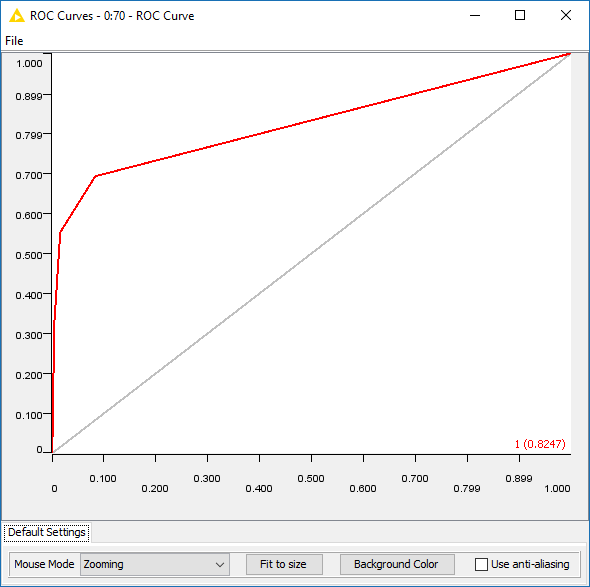 ROC Curves - 0:70 - ROC Curve
File
1.000
0.899
0.799
0.700
0.600
0.500
0.400
0.300
0.200
0.100
0
1 (0.8247)
0.100 0.300 0.500 0.700 0.899
0 0.200 0.400 0.600 0.799 1.000
Default Settings
Mouse Mode Zooming Fit to size Background Color Use anti-aliasing